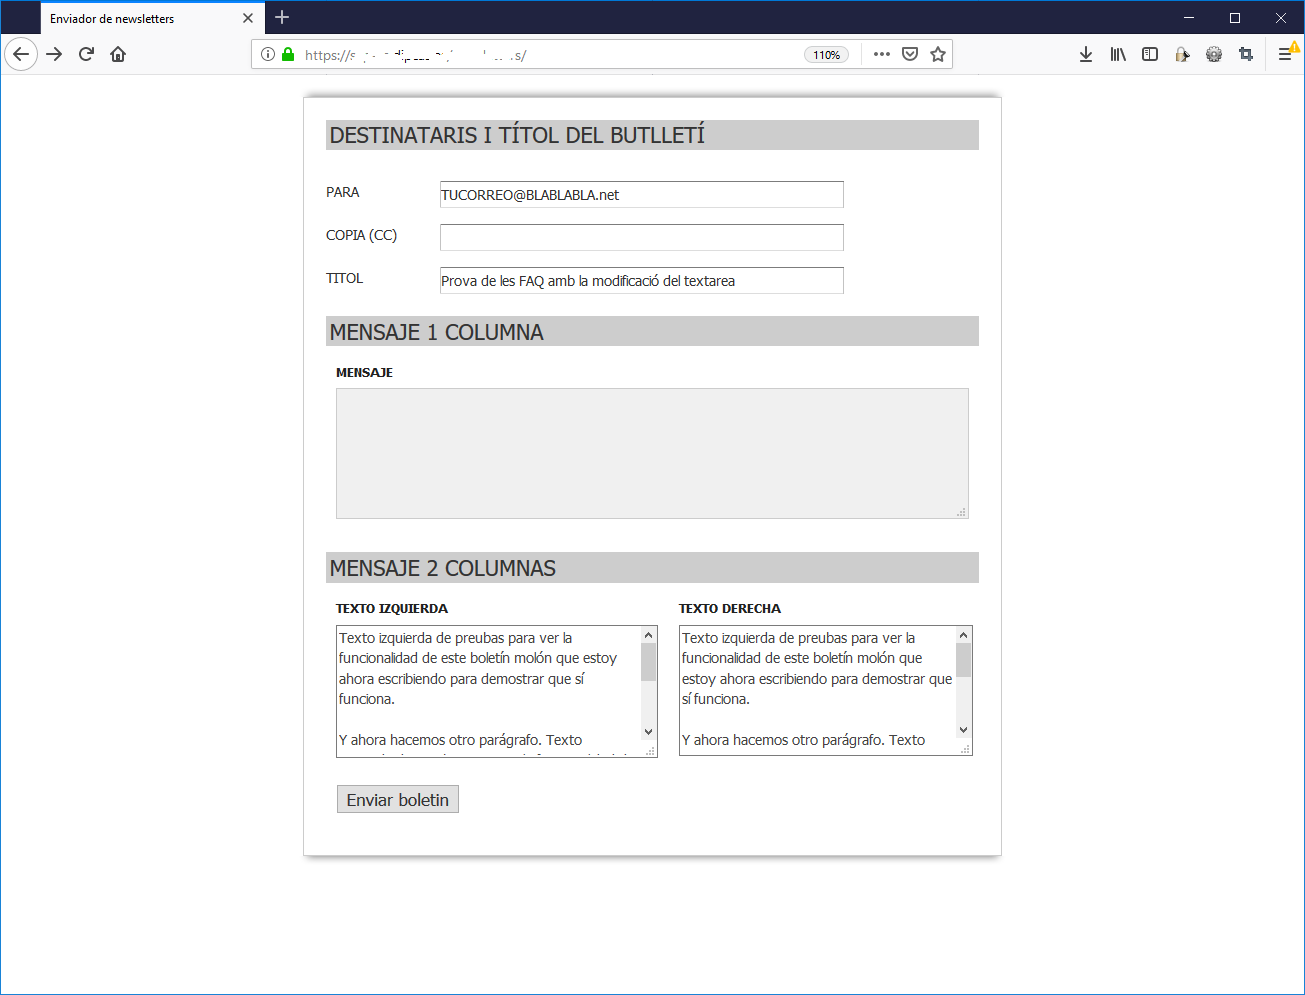 Enviador de newsletters
https://s
110%
DESTINATARIS I TÍTOL DEL BUTLLETÍ
PARA
TUCORREO@BLABLABLA.net
COPIA (CC)
TITOL
Prova de les FAQ amb la modificació del textarea
MENSAJE 1 COLUMNA
MENSAJE
MENSAJE 2 COLUMNAS
TEXTO IZQUIERDA
Texto izquierda de preubas para ver la
funcionalidad de este boletín molón que estoy
ahora escribiendo para demostrar que sí
funciona.
Y ahora hacemos otro parágrafo. Texto
TEXTO DERECHA
Texto izquierda de preubas para ver la
funcionalidad de este boletín molón que
estoy ahora escribiendo para demostrar que
sí funciona.
Y ahora hacemos otro parágrafo. Texto
Enviar boletin